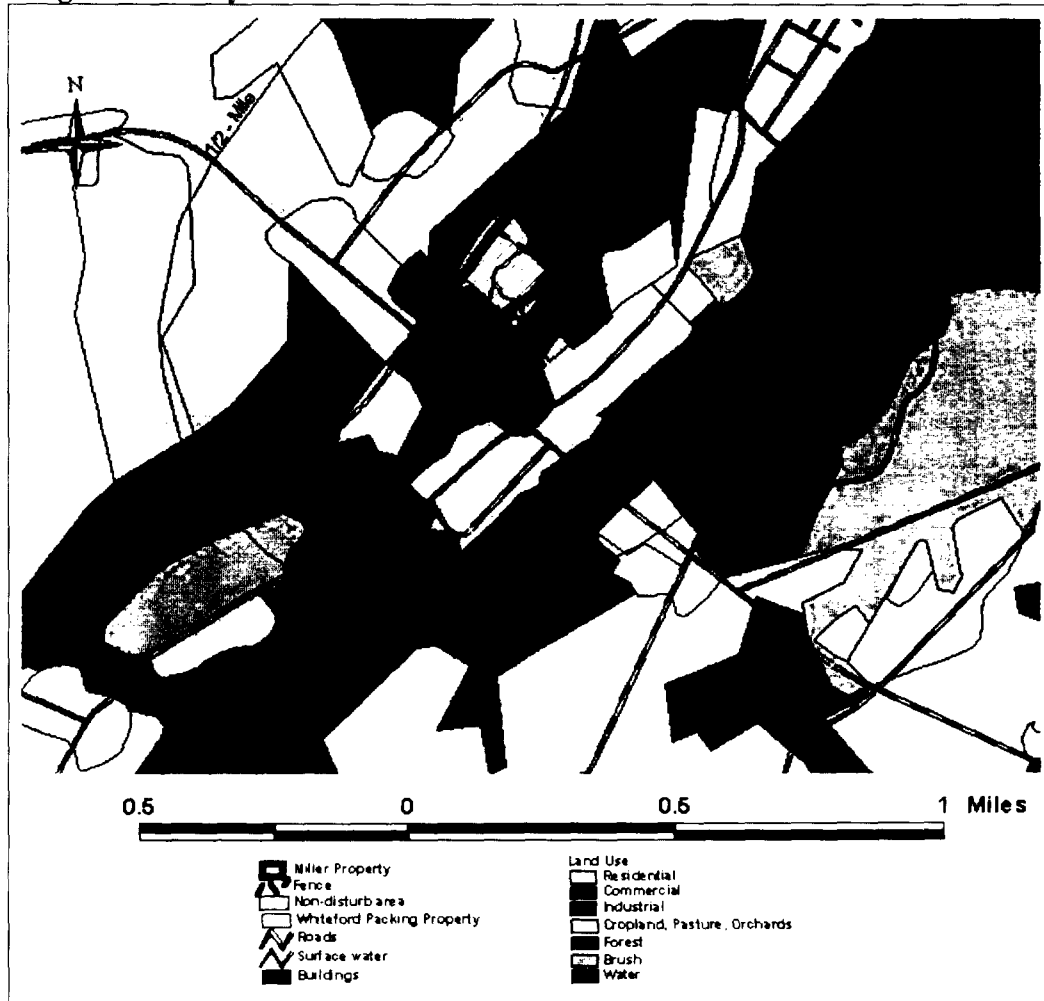 N
1/2 - Mile
0.5 0 0.5 1 Miles
Miller Property
Fence
Non-disturb area
Whiteford Packing Property
Roads
Surface water
Buildings
Land Use
Residential
Commercial
Industrial
Cropland, Pasture, Orchards
Forest
Brush
Water